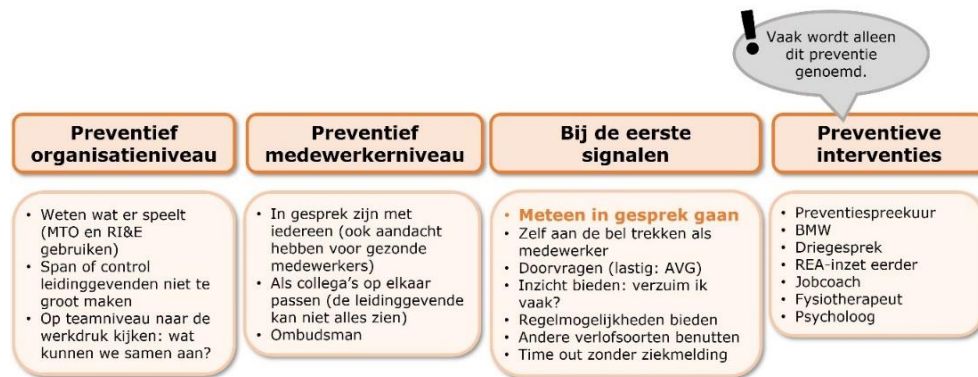 !
Vaak wordt alleen
dit preventie
genoemd.
Preventief
organisatieniveau
Preventief
medewerkerniveau
Bij de eerste
signalen
Preventieve
interventies
• Weten wat er speelt
(MTO en RI&E
gebruiken)
• Span of control
leidinggevenden niet te
groot maken
• Op teamniveau naar de
werkdruk kijken: wat
kunnen we samen aan?
• In gesprek zijn met
iedereen (ook aandacht
hebben voor gezonde
medewerkers)
• Als collega's op elkaar
passen (de leidinggevende
kan niet alles zien)
• Ombudsman
• Meteen in gesprek gaan
• Zelf aan de bel trekken als
medewerker
• Doorvragen (lastig: AVG)
• Inzicht bieden: verzuim ik
vaak?
• Regelmogelijkheden bieden
• Andere verlofsoorten benutten
• Time out zonder ziekmelding
• Preventiespreekuur
• BMW
• Driegesprek
• REA-inzet eerder
• Jobcoach
• Fysiotherapeut
• Psycholoog